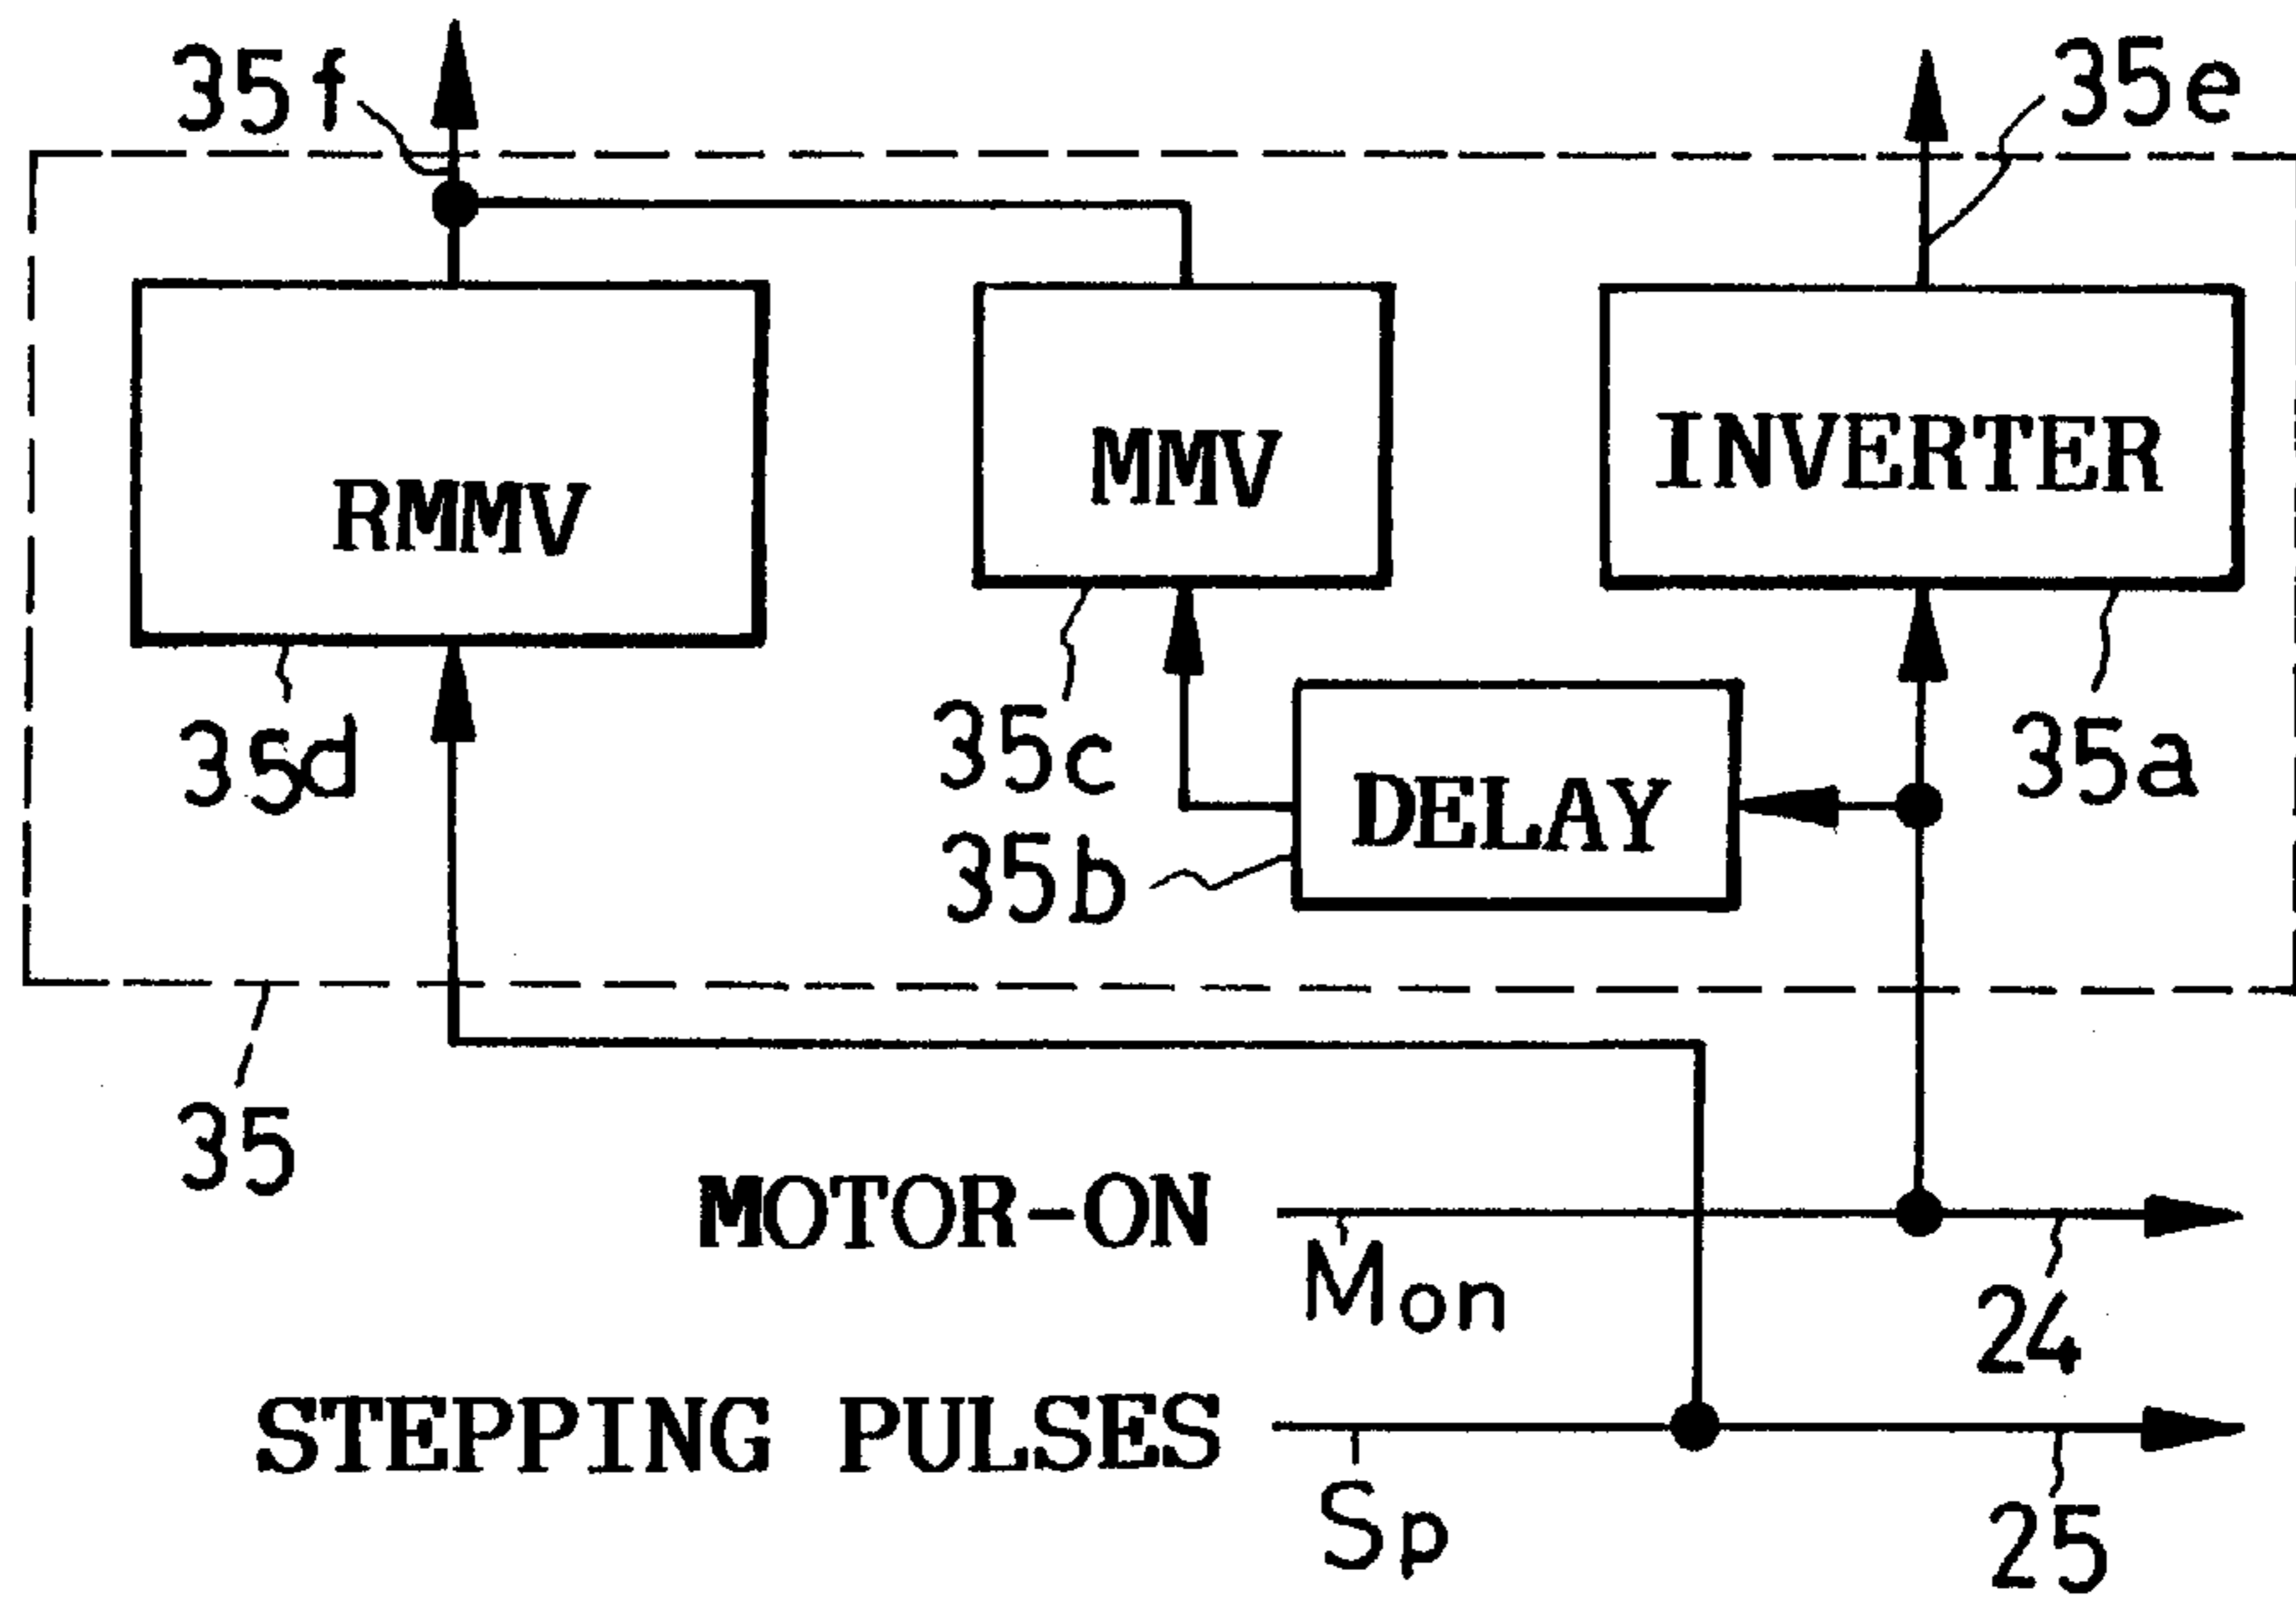 35f
35e
RMMV
MMV
INVERTER
35d
35c
35a
DELAY
35b
35
MOTOR-ON
Mon
24
STEPPING PULSES
Sp
25